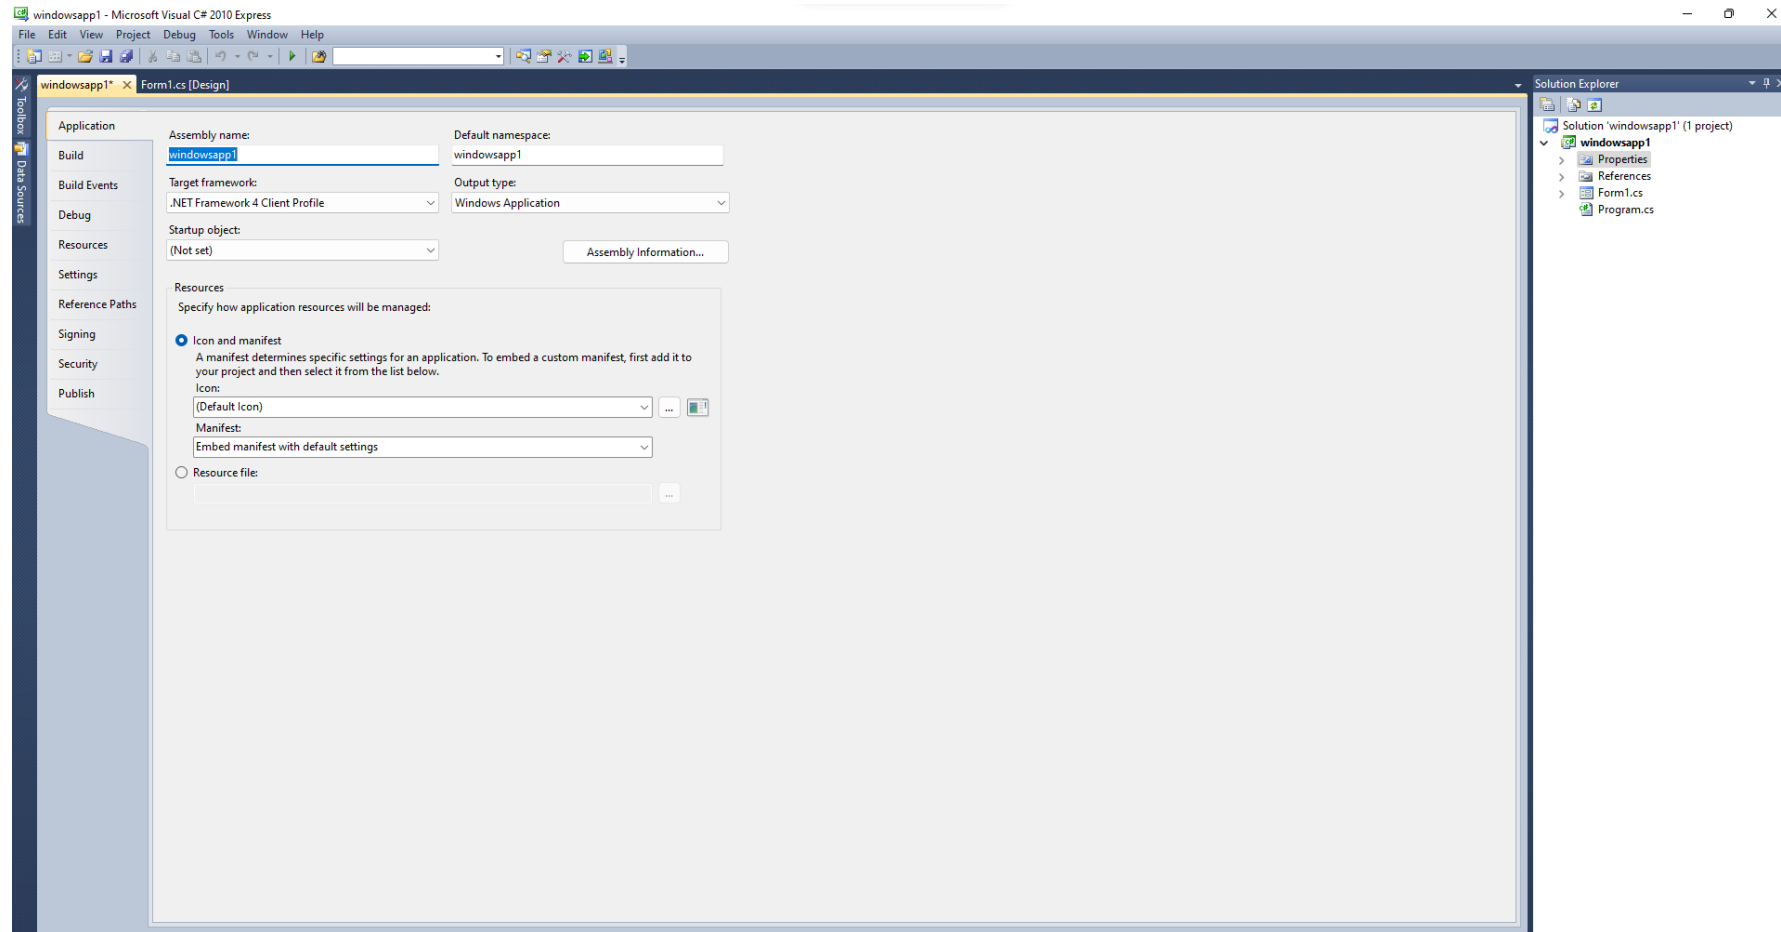 windowsapp1 - Microsoft Visual C# 2010 Express
File Edit View Project Debug Tools Window Help
windowsapp1* Form1.cs [Design]
Toolbox
Data Sources
Application
Build
Build Events
Debug
Resources
Settings
Reference Paths
Signing
Security
Publish
Assembly name: Default namespace:
windowsapp1 windowsapp1
Target framework: Output type:
.NET Framework 4 Client Profile Windows Application
Startup object:
(Not set) Assembly Information...
Resources
Specify how application resources will be managed:
Icon and manifest
A manifest determines specific settings for an application. To embed a custom manifest, first add it to
your project and then select it from the list below.
Icon:
(Default Icon) ...
Manifest:
Embed manifest with default settings
Resource file:
...
Solution Explorer
Solution 'windowsapp1' (1 project)
windowsapp1
Properties
References
Form1.cs
Program.cs